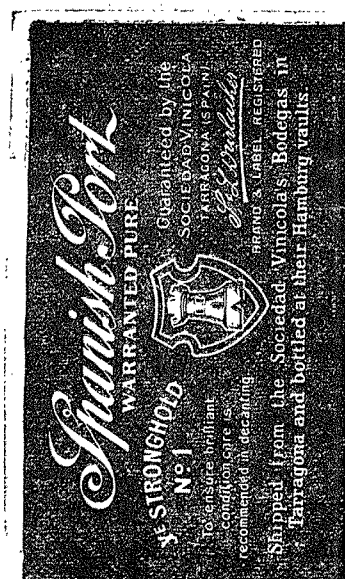 Spanish Port
WARRANTED PURE
YE STRONGHOLD
Nº1
To ensure brilliant
condition care is
recommended in decanting
Guaranteed by the
SOCIEDAD VINICOLA
TARRAGONA (SPAIN)
BRAND & LABEL REGISTERED
Shipped from the Sociedad Vinicola's Bodegas in
Tarragona and bottled at their Hamburg vaults.